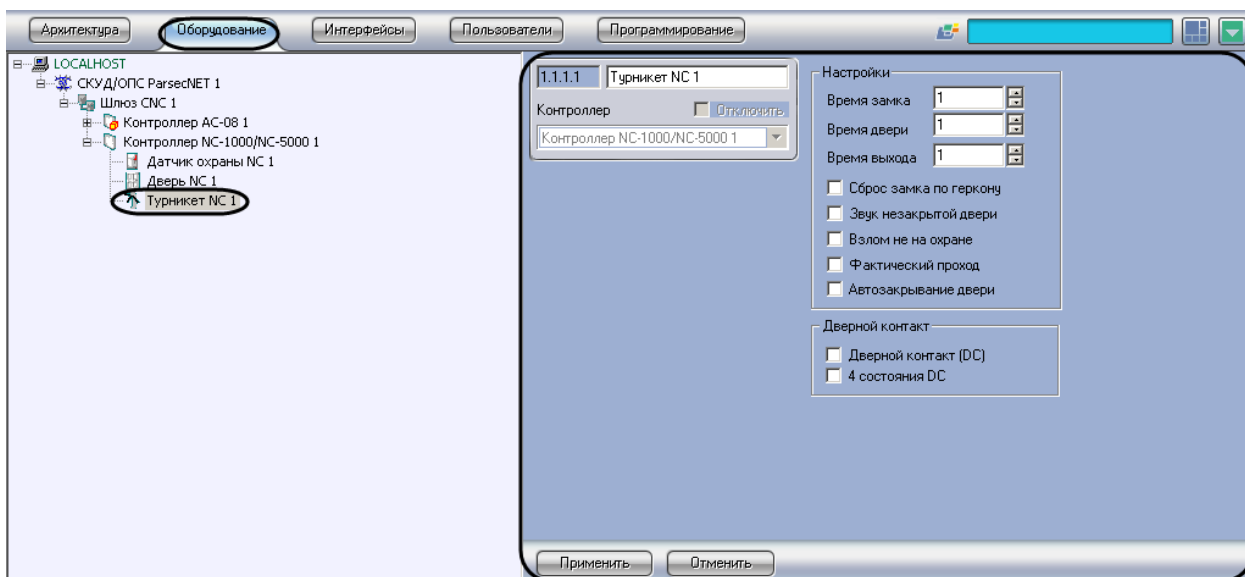 Архитектура Оборудование Интерфейсы Пользователи Программирование
LOCALHOST
СКУД/ОПС ParsecNET 1
Шлюз CNC 1
Контроллер AC-08 1
Контроллер NC-1000/NC-5000 1
Датчик охраны NC 1
Дверь NC 1
Турникет NC 1
1.1.1.1 Турникет NC 1
Контроллер Отключить
Контроллер NC-1000/NC-5000 1
Настройки
Время замка 1
Время двери 1
Время выхода 1
Сброс замка по геркону
Звук незакрытой двери
Взлом не на охране
Фактический проход
Автозакрывание двери
Дверной контакт
Дверной контакт (DC)
4 состояния DC
Применить Отменить